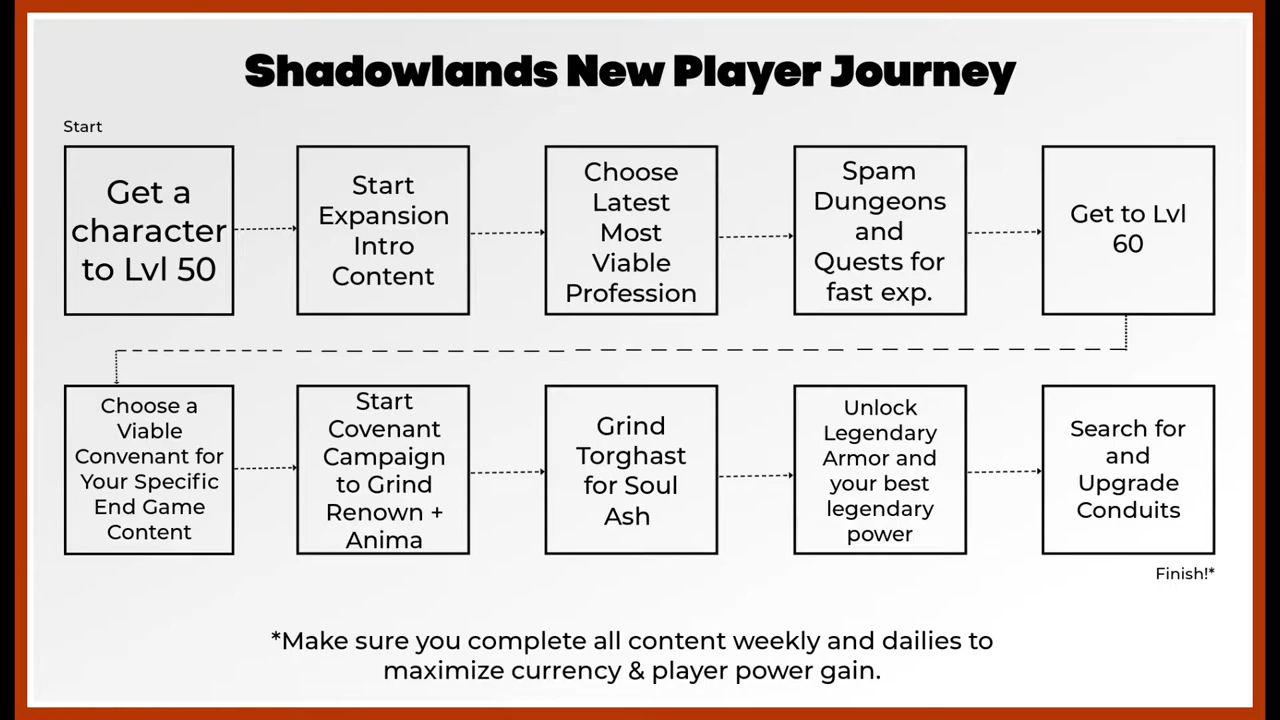 Shadowlands New Player Journey
Start
Get a
character
to Lvl 50
Start
Expansion
Intro
Content
Choose
Latest
Most
Viable
Profession
Spam
Dungeons
and
Quests for
fast exp.
Get to Lvl
60
Choose a
Viable
Convenant for
Your Specific
End Game
Content
Start
Covenant
Campaign
to Grind
Renown +
Anima
Grind
Torghast
for Soul
Ash
Unlock
Legendary
Armor and
your best
legendary
power
Search for
and
Upgrade
Conduits
Finish!*
*Make sure you complete all content weekly and dailies to
maximize currency & player power gain.